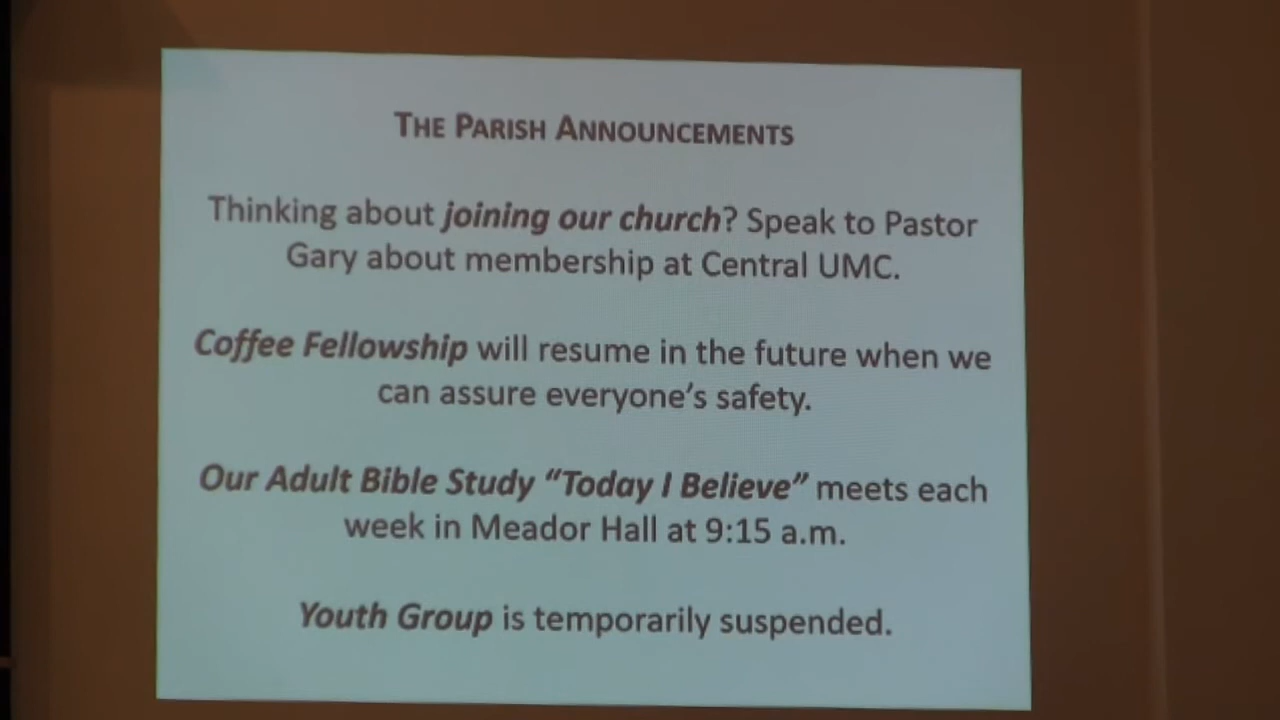 THE PARISH ANNOUNCEMENTS
Thinking about joining our church? Speak to Pastor
Gary about membership at Central UMC.
Coffee Fellowship will resume in the future when we
can assure everyone’s safety.
Our Adult Bible Study “Today I Believe” meets each
week in Meador Hall at 9:15 a.m.
Youth Group is temporarily suspended.